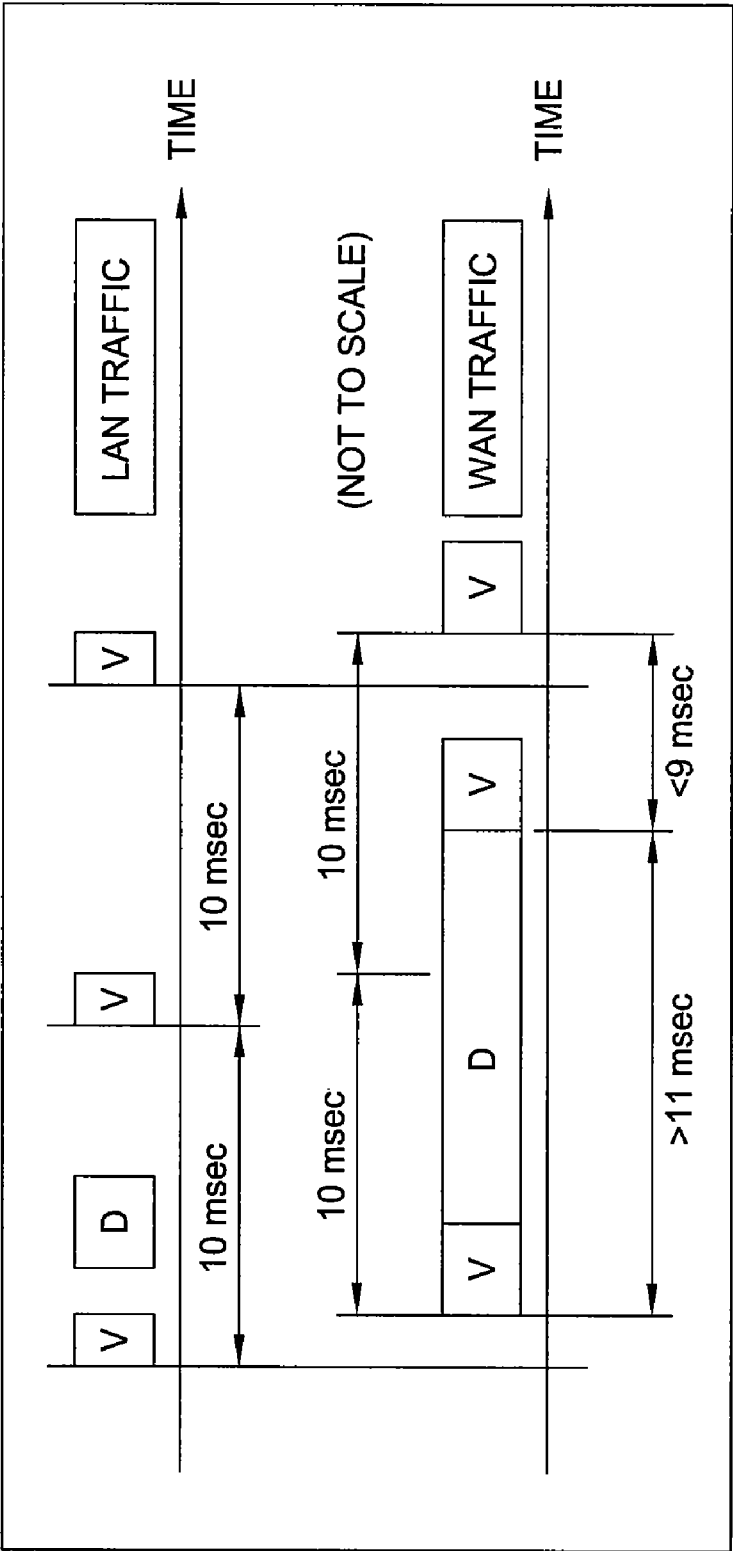 V
D
V
V
LAN TRAFFIC
TIME
10 msec
10 msec
(NOT TO SCALE)
10 msec
10 msec
V
D
V
V
WAN TRAFFIC
TIME
>11 msec
<9 msec